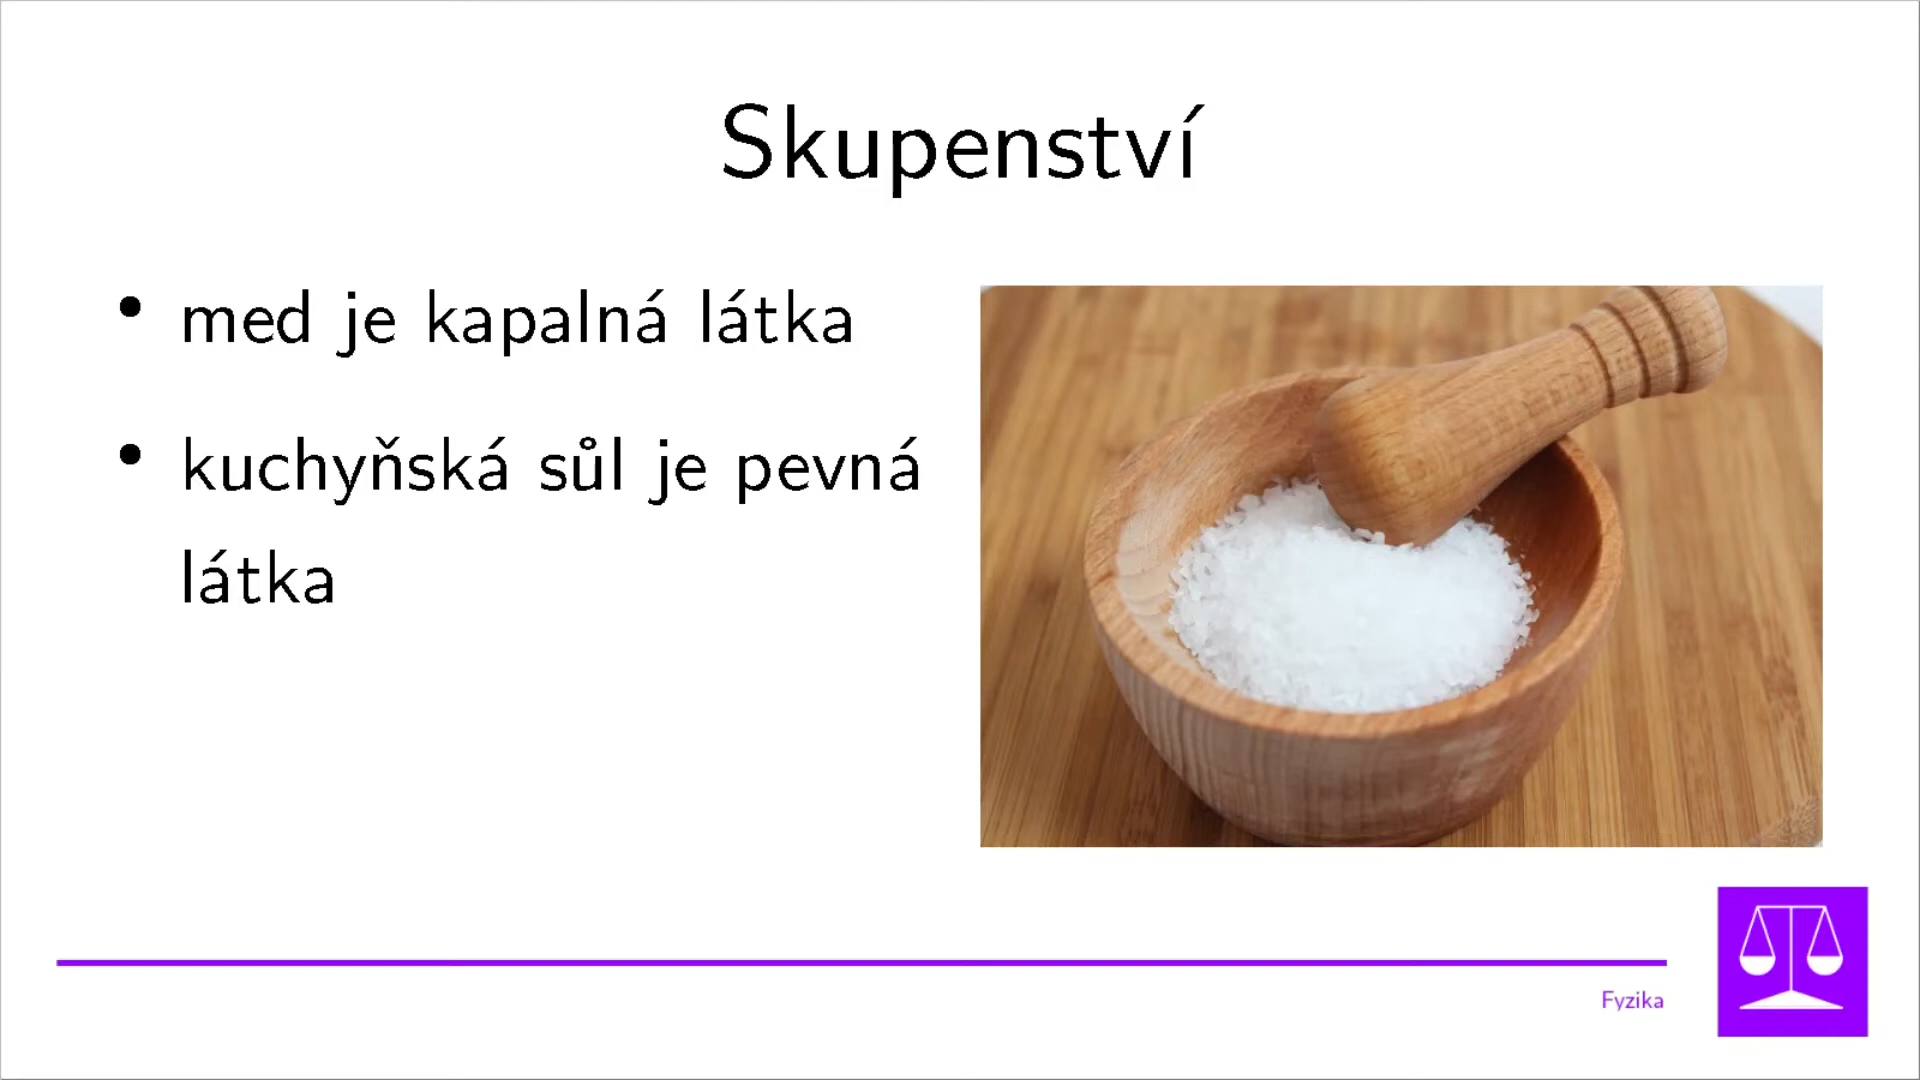 Skupenství
• med je kapalná látka
• kuchyňská sůl je pevná
látka
Fyzika